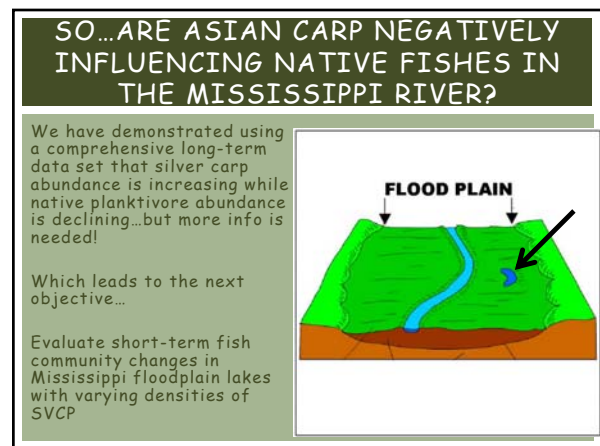 SO…ARE ASIAN CARP NEGATIVELY
INFLUENCING NATIVE FISHES IN
THE MISSISSIPPI RIVER?
We have demonstrated using
a comprehensive long-term
data set that silver carp
abundance is increasing while
native planktivore abundance
is declining…but more info is
needed!
Which leads to the next
objective…
Evaluate short-term fish
community changes in
Mississippi floodplain lakes
with varying densities of
SVCP
FLOOD PLAIN